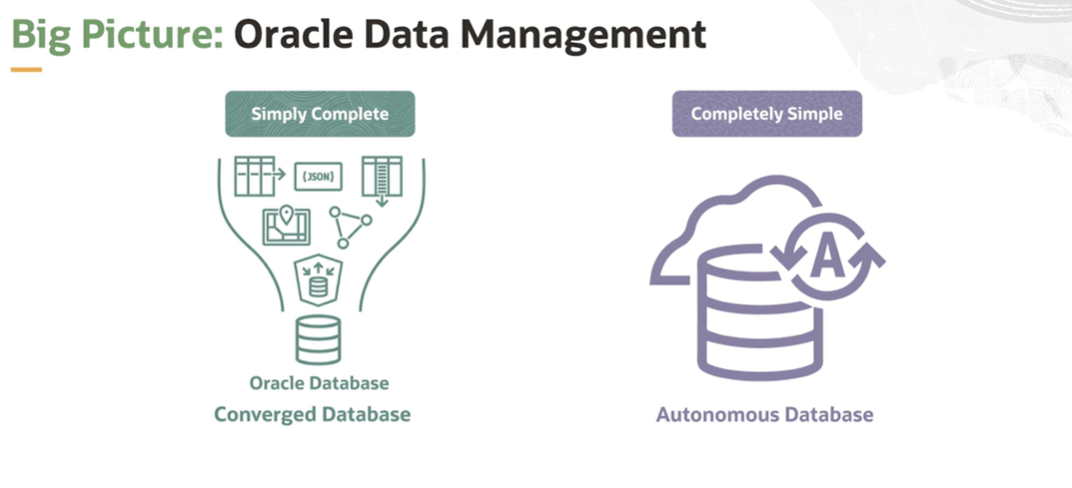 Big Picture: Oracle Data Management
Simply Complete
{JSON}
Oracle Database
Converged Database
Completely Simple
A
Autonomous Database